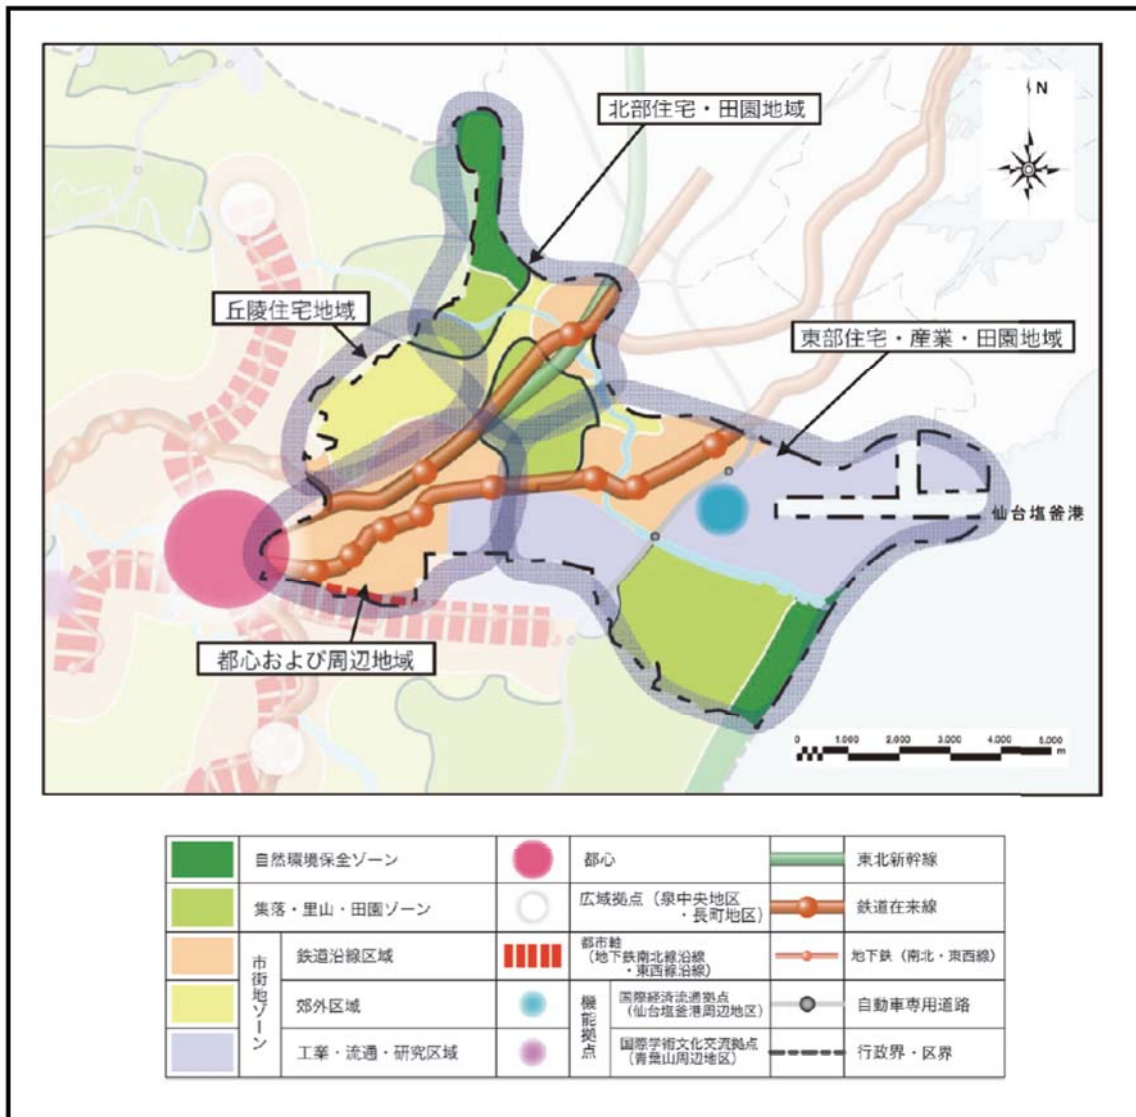 北部住宅・田園地域
N
丘陵住宅地域
東部住宅・産業・田園地域
仙台塩釜港
都心および周辺地域
0 1,000 2,000 3,000 4,000 5,000
m
自然環境保全ゾーン
都心
東北新幹線
集落・里山・田園ゾーン
広域拠点（泉中央地区
・長町地区）
鉄道在来線
市街地ゾーン
鉄道沿線区域
都市軸
（地下鉄南北線沿線
・東西線沿線）
地下鉄（南北・東西線）
郊外区域
機能拠点
国際経済流通拠点
（仙台塩釜港周辺地区）
自動車専用道路
工業・流通・研究区域
国際学術文化交流拠点
（青葉山周辺地区）
行政界・区界